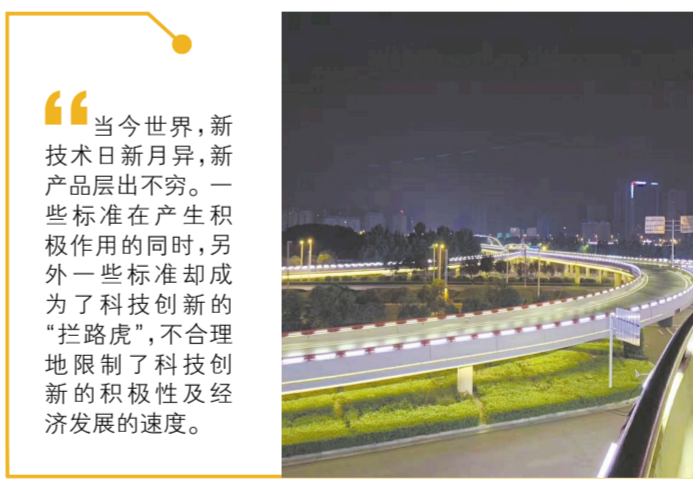 “当今世界，新
技术日新月异，新
产品层出不穷。一
些标准在产生积
极作用的同时，另
外一些标准却成
为了科技创新的
“拦路虎”，不合理
地限制了科技创
新的积极性及经
济发展的速度。